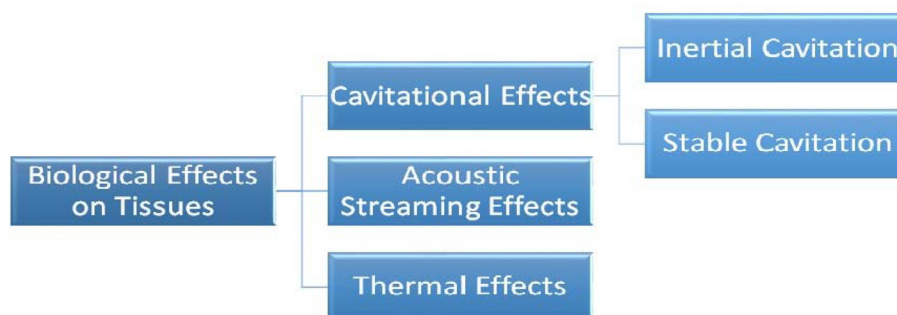 Biological Effects
on Tissues
Cavitational Effects
Acoustic
Streaming Effects
Thermal Effects
Inertial Cavitation
Stable Cavitation